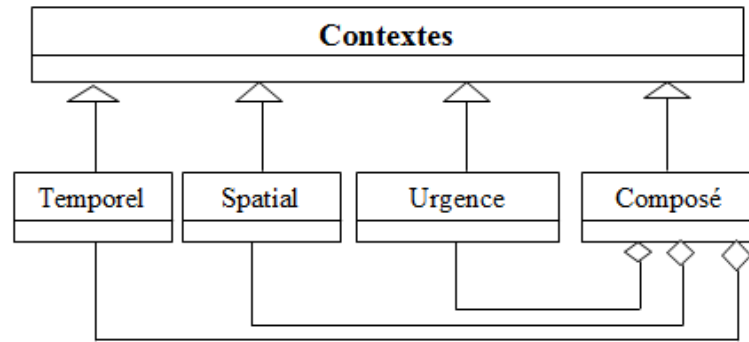 Contextes
Temporel
Spatial
Urgence
Composé